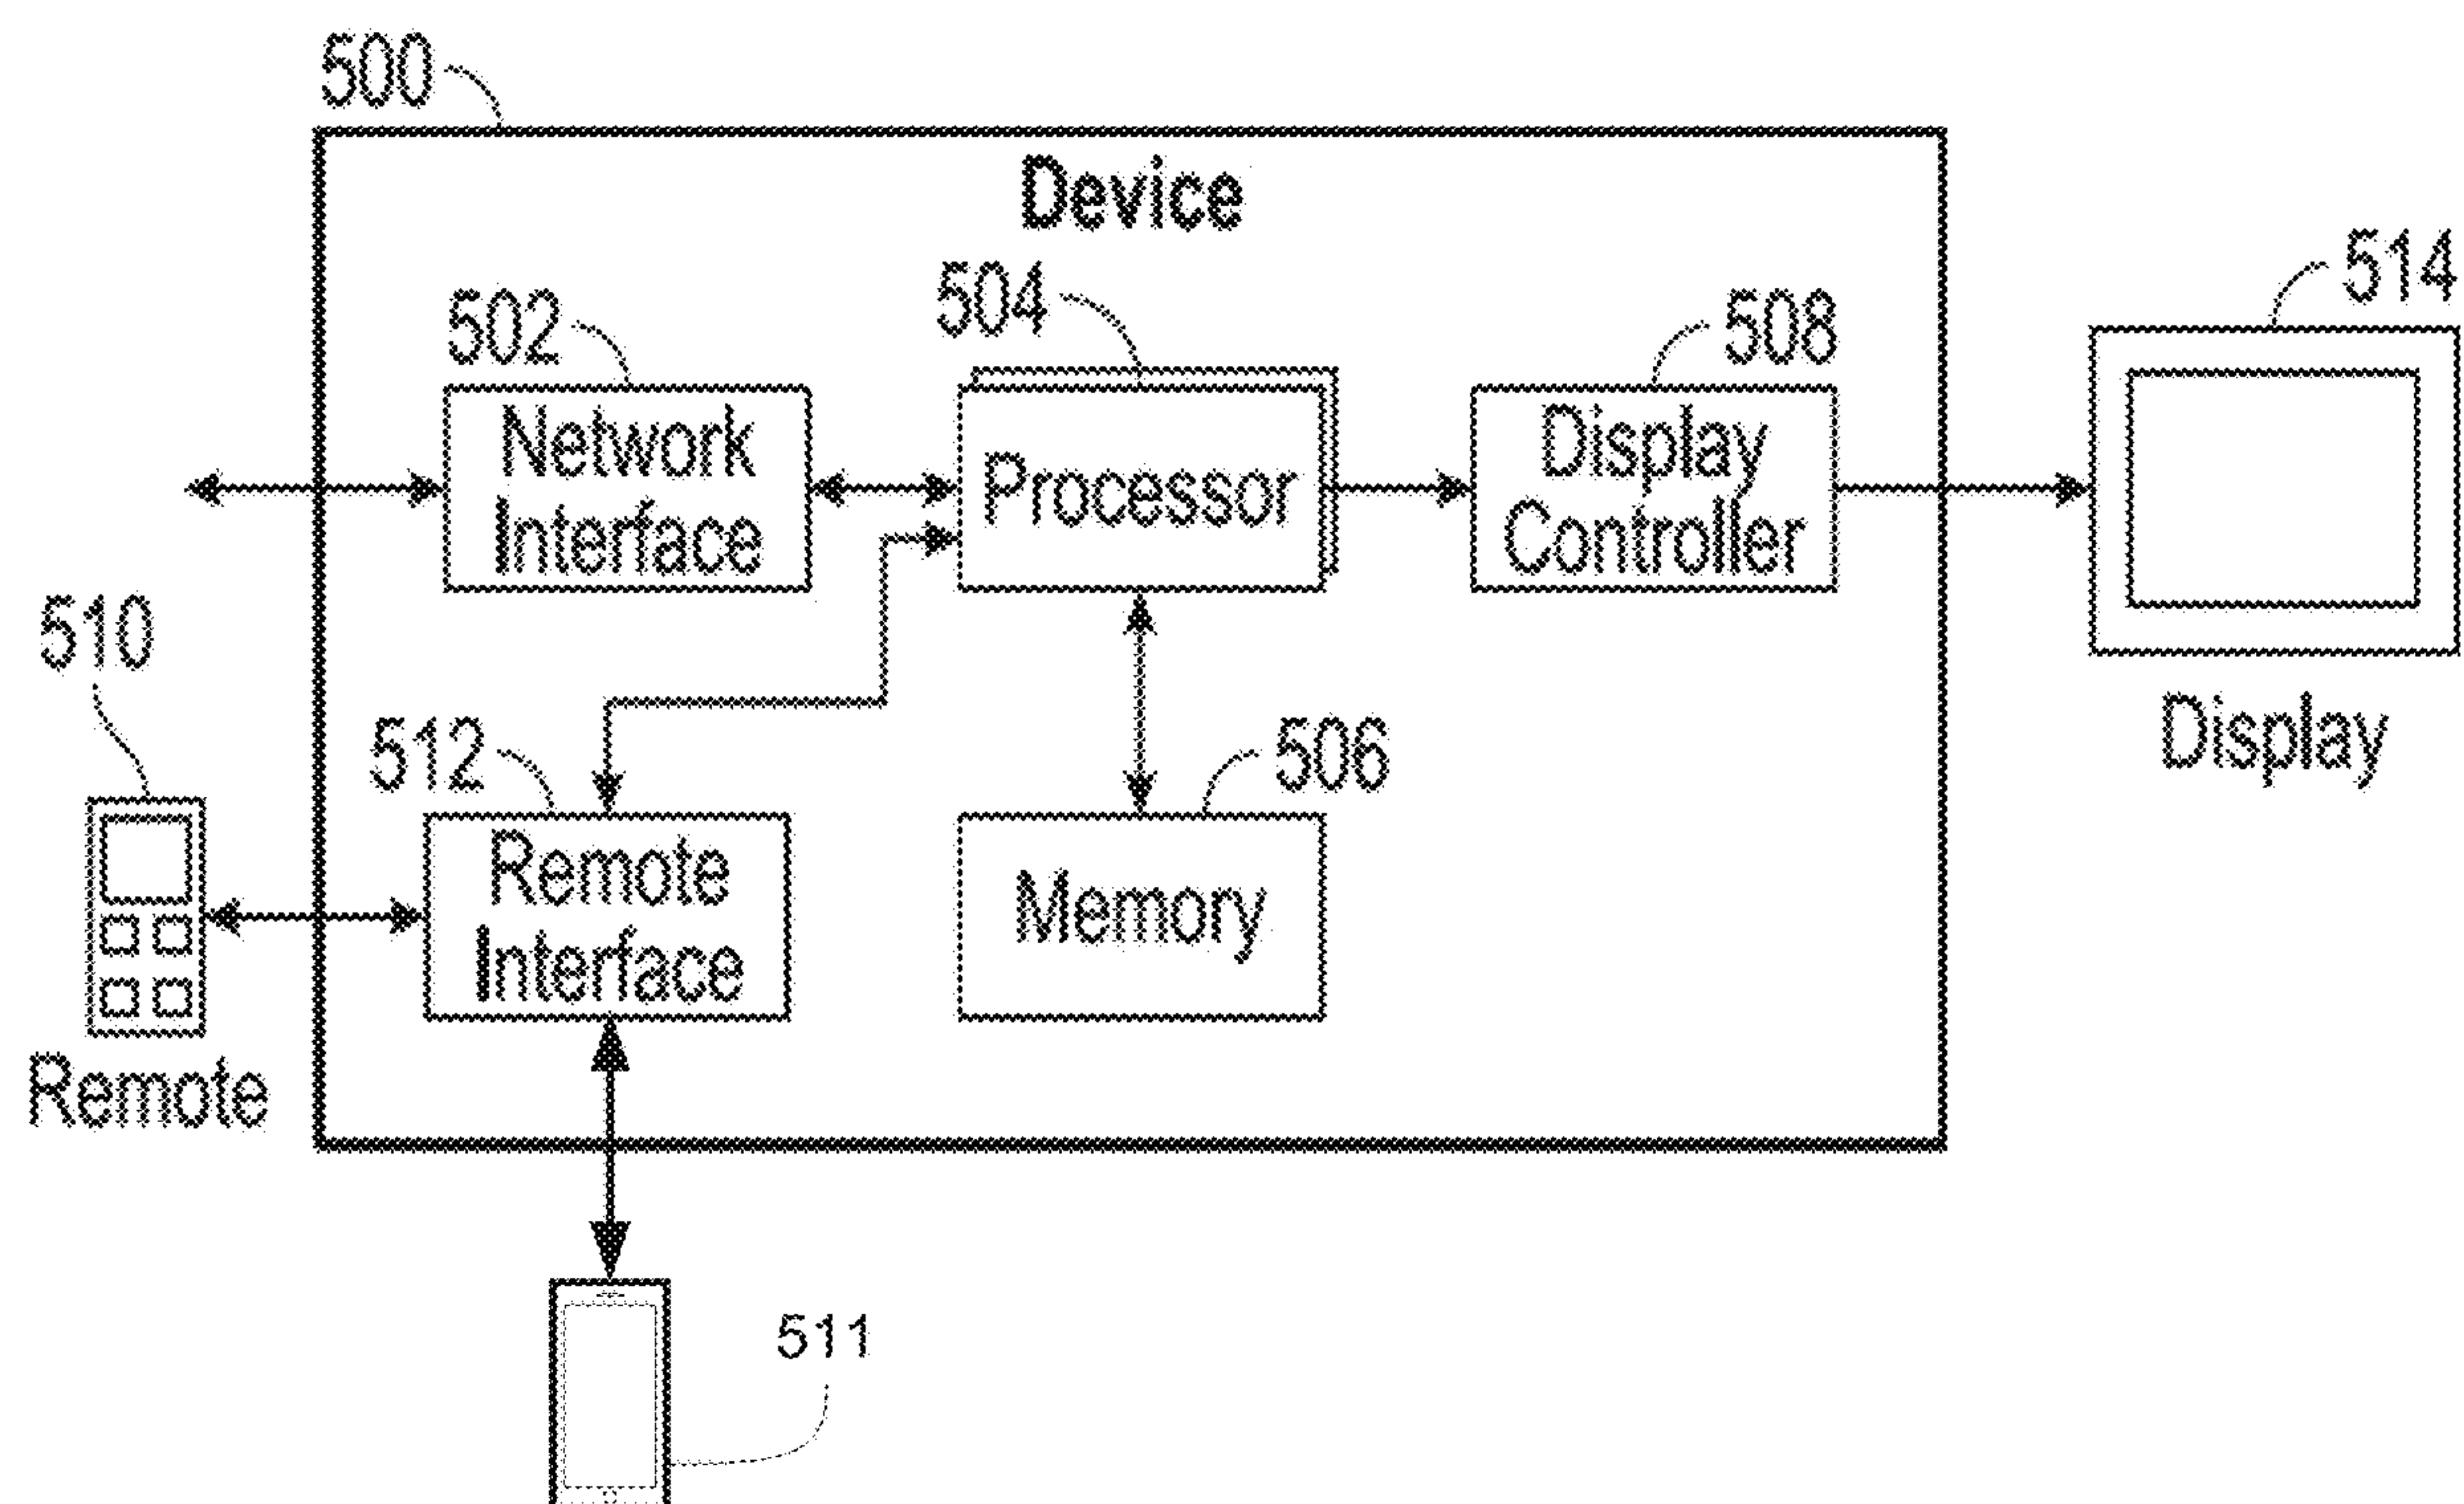 500
Device
504
502
508
514
Network
Interface
Processor
Display
Controller
510
Display
512
506
Remote
Interface
Memory
Remote
511